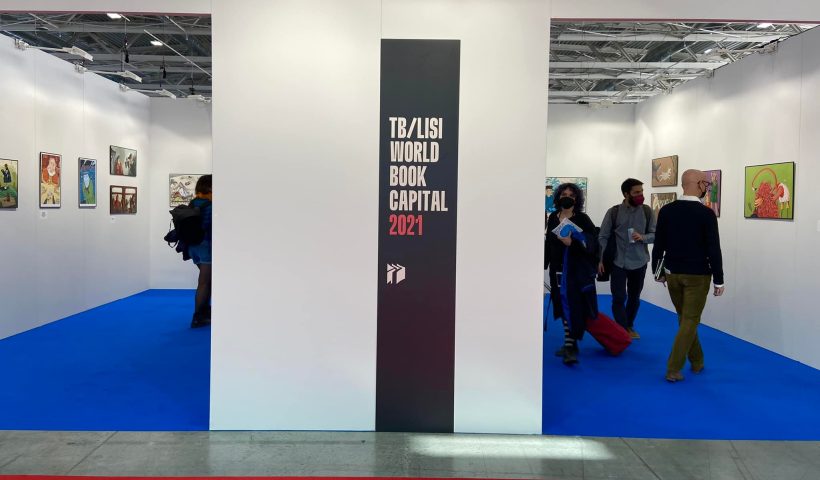 TB/LISI
WORLD
BOOK
CAPITAL
2021